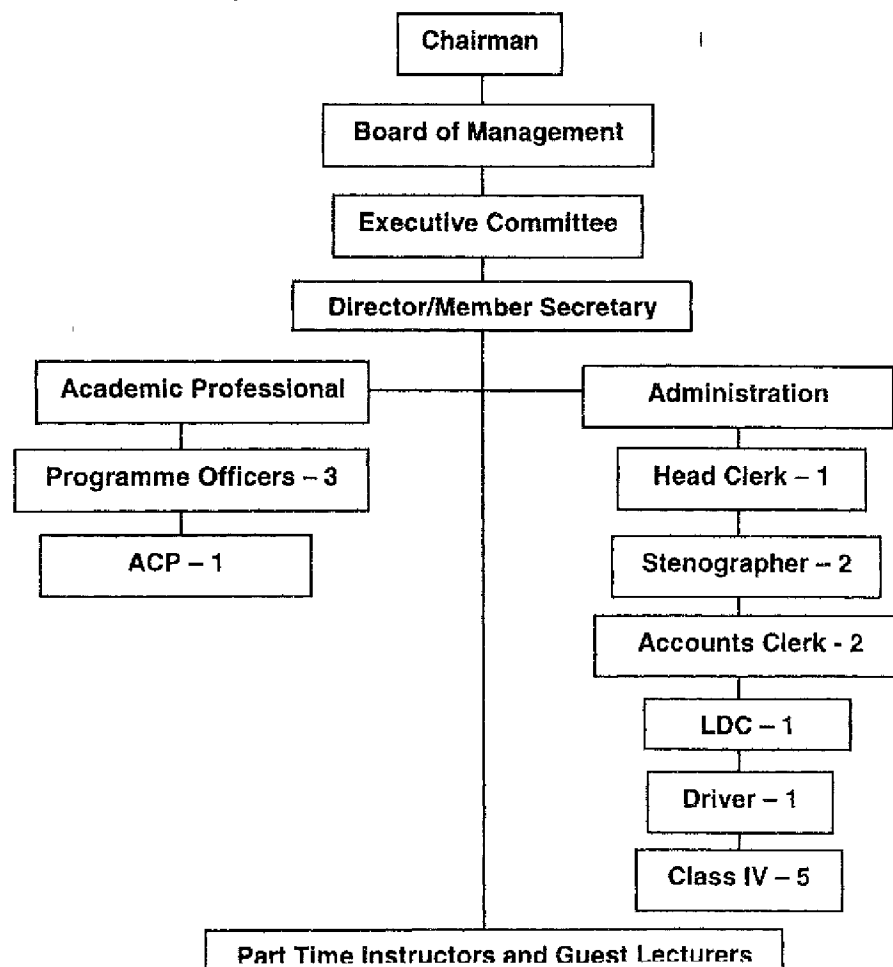 Chairman
Board of Management
Executive Committee
Director/Member Secretary
Academic Professional
Programme Officers – 3
ACP – 1
Administration
Head Clerk – 1
Stenographer – 2
Accounts Clerk - 2
LDC – 1
Driver – 1
Class IV – 5
Part Time Instructors and Guest Lecturers